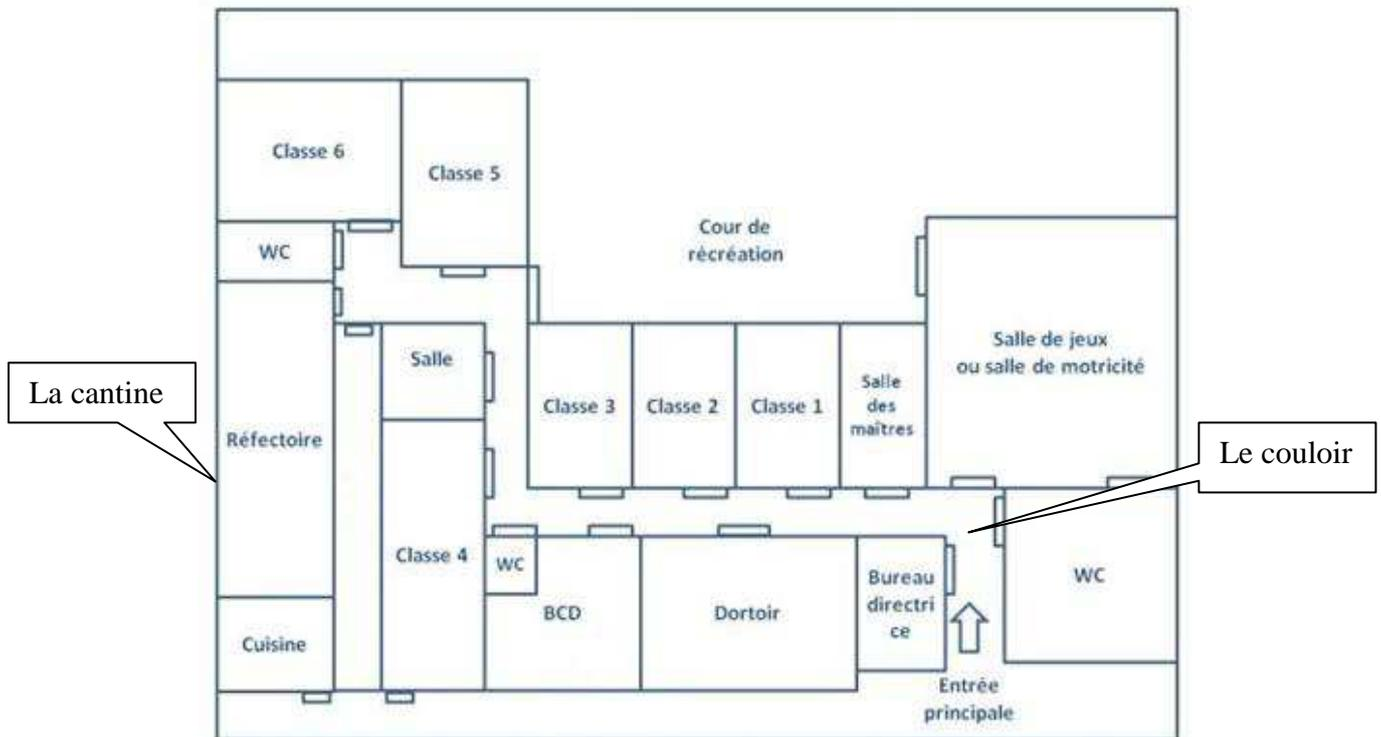 Classe 6
Classe 5
Cour de
rècréation
WC
Salle de jeux
ou salle de motricité
Salle
La cantine
Salle
des
maîtres
Classe 3
Classe 2
Classe 1
Réfectoire
Le couloir
Classe 4
WC
Bureau
directri
ce
WC
BCD
Dortoir
Cuisine
Entrée
principale